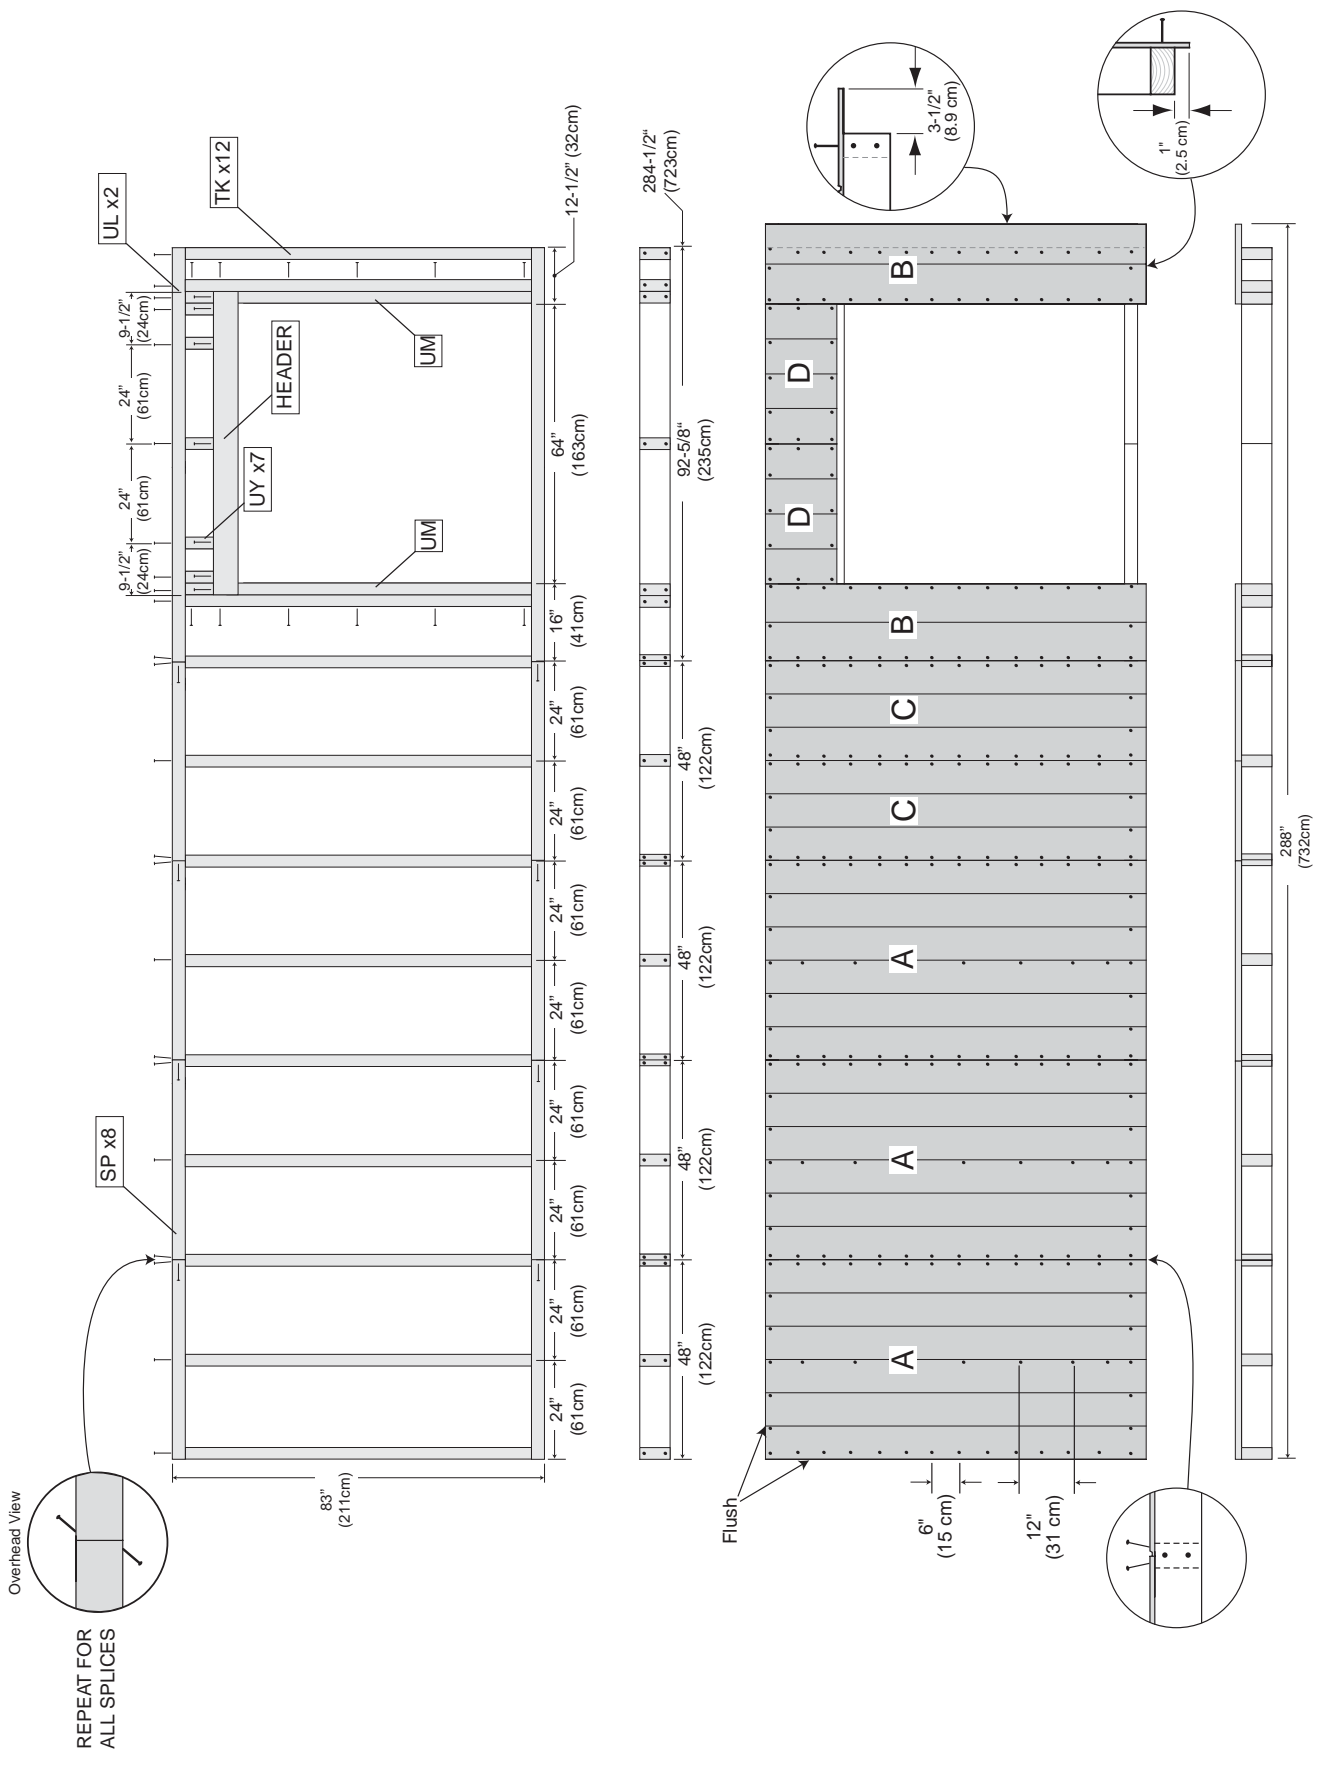 Overhead View
REPEAT FOR
ALL SPLICES
SP x8
UL x2
TK x12
9-1/2”
(24cm)
24”
(61cm)
24”
(61cm)
9-1/2”
(24cm)
HEADER
UY x7
UM
UM
83”
(211cm)
24”
(61cm)
24”
(61cm)
24”
(61cm)
24”
(61cm)
24”
(61cm)
24”
(61cm)
24”
(61cm)
24”
(61cm)
16”
(41cm)
64”
(163cm)
12-1/2” (32cm)
48”
(122cm)
48”
(122cm)
48”
(122cm)
48”
(122cm)
92-5/8“
(235cm)
284-1/2“
(723cm)
Flush
A
A
A
C
C
B
D
D
B
6"
(15 cm)
12"
(31 cm)
3-1/2"
(8.9 cm)
1"
(2.5 cm)
288”
(732cm)